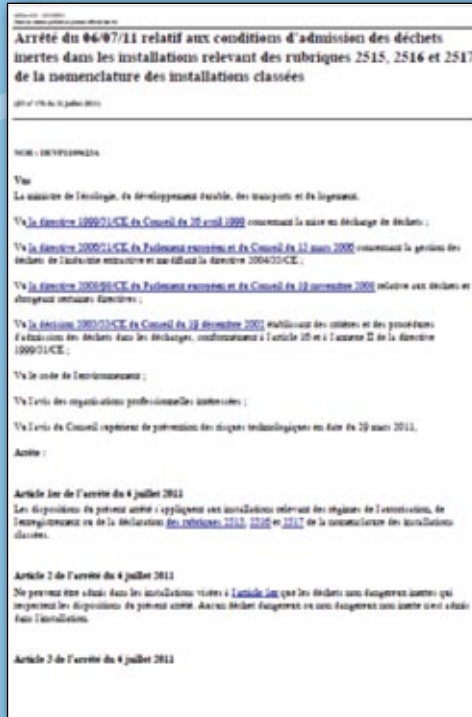 Arrêté du 06/07/11 relatif aux conditions d'admission des déchets
inertes dans les installations relevant des rubriques 2515, 2516 et 2517
de la nomenclature des installations classées
Vus
La ministre de l'écologie, du développement durable, des transports et du logement,
Vu la directive 1999/31/CE du Conseil du 26 avril 1999 concernant la mise en décharge de déchets ;
Vu la directive 2006/21/CE du Parlement européen et du Conseil du 15 mars 2006 concernant la gestion des
déchets de l'industrie extractive et modifiant la directive 2004/35/CE ;
Vu la directive 2008/98/CE du Parlement européen et du Conseil du 19 novembre 2008 relative aux déchets et
abrogeant certaines directives ;
Vu la décision 2003/33/CE du Conseil du 19 décembre 2002 établissant des critères et des procédures
d'admission des déchets dans les décharges, conformément à l'article 16 et à l'annexe II de la directive
1999/31/CE ;
Vu le code de l'environnement ;
Vu l'avis des organisations professionnelles intéressées ;
Vu l'avis du Conseil supérieur de prévention des risques technologiques en date du 29 mars 2011,
Arrête :
Article 1er de l'arrêté du 6 juillet 2011
Les dispositions du présent arrêté s'appliquent aux installations relevant des régimes de l'autorisation, de
l'enregistrement ou de la déclaration des rubriques 2515, 2516 et 2517 de la nomenclature des installations
classées.
Article 2 de l'arrêté du 6 juillet 2011
Ne peuvent être admis dans les installations visées à l'article 1er que les déchets non dangereux inertes qui
respectent les dispositions du présent arrêté. Aucun déchet dangereux ou non dangereux non inerte n'est admis
dans l'installation.
Article 3 de l'arrêté du 6 juillet 2011